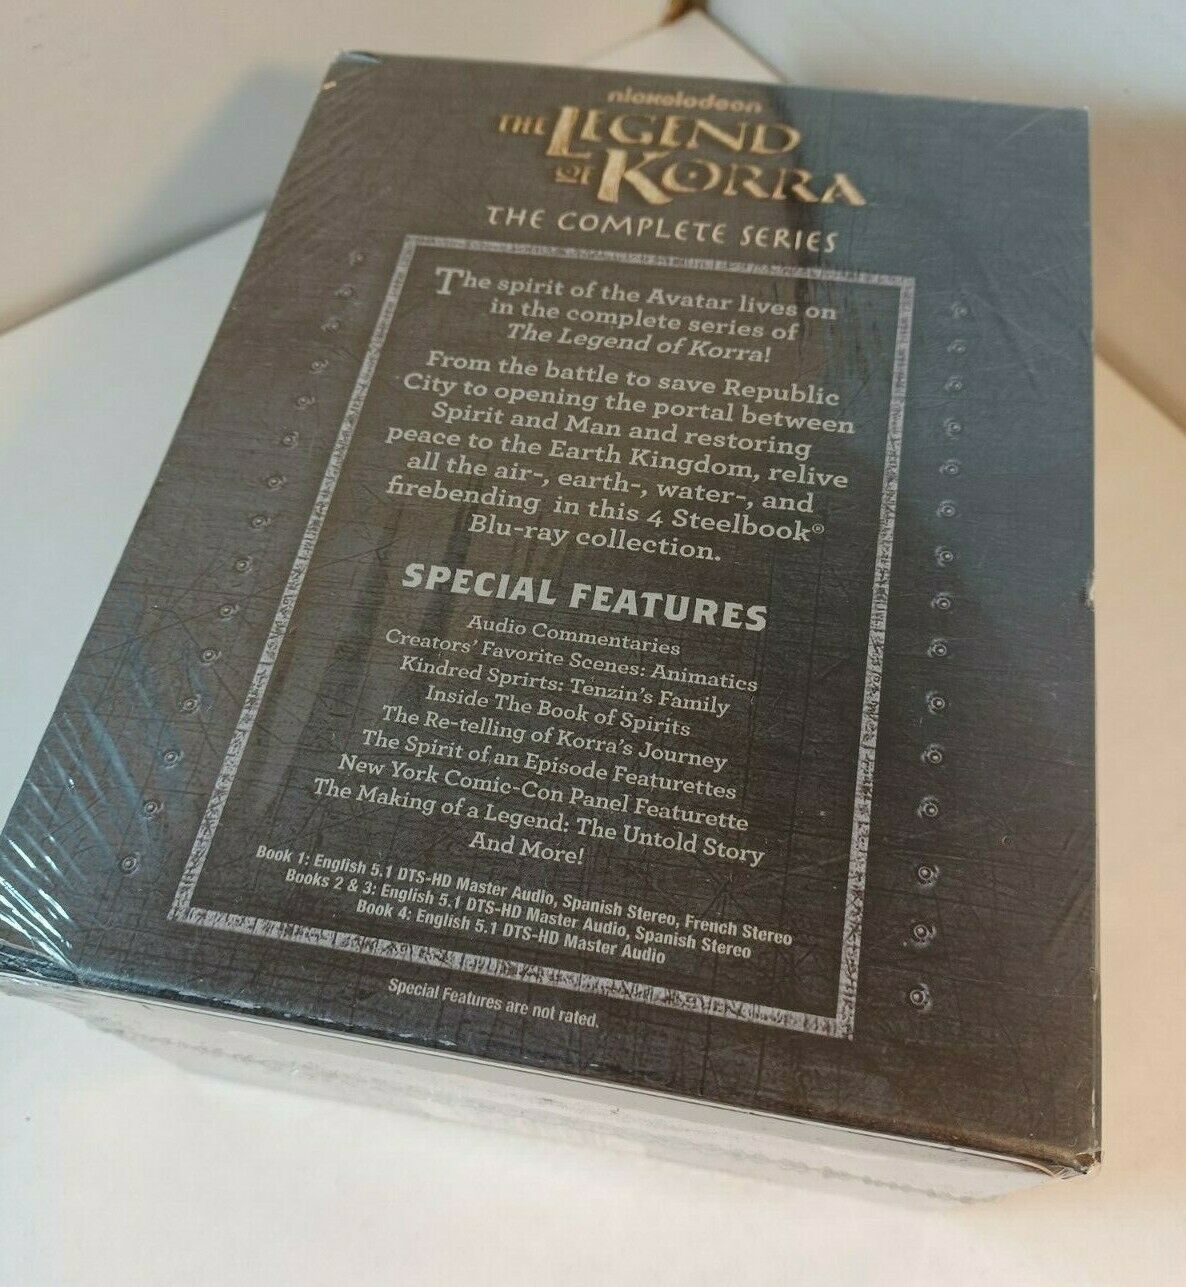 nickelodeon
THE LEGEND
OF KORRA
THE COMPLETE SERIES
The spirit of the Avatar lives on
in the complete series of
The Legend of Korra!
From the battle to save Republic
City to opening the portal between
Spirit and Man and restoring
peace to the Earth Kingdom, relive
all the air-, earth-, water-, and
firebending in this 4 Steelbook®
Blu-ray collection.
SPECIAL FEATURES
Audio Commentaries
Creators' Favorite Scenes: Animatics
Kindred Sprirts: Tenzin's Family
Inside The Book of Spirits
The Re-telling of Korra's Journey
The Spirit of an Episode Featurettes
New York Comic-Con Panel Featurette
The Making of a Legend: The Untold Story
And More!
Book 1: English 5.1 DTS-HD Master Audio, Spanish Stereo, French Stereo
Books 2 & 3: English 5.1 DTS-HD Master Audio, Spanish Stereo
Book 4: English 5.1 DTS-HD Master Audio
Special Features are not rated.